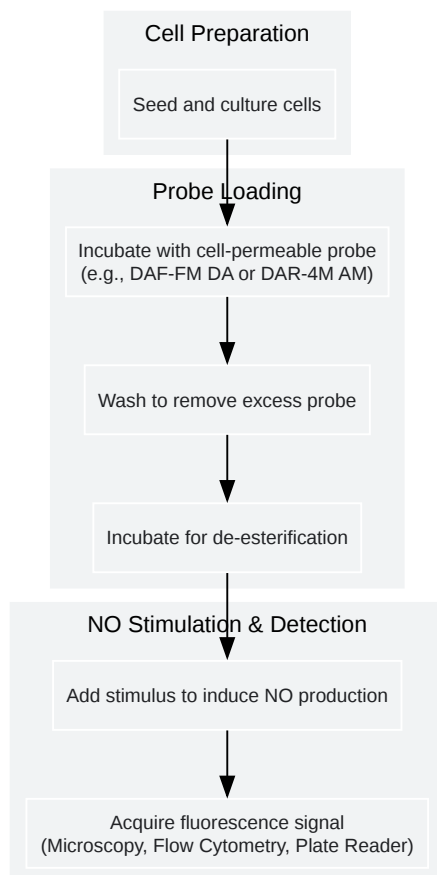 Cell Preparation
Seed and culture cells
Probe Loading
Incubate with cell-permeable probe
(e.g., DAF-FM DA or DAR-4M AM)
Wash to remove excess probe
Incubate for de-esterification
NO Stimulation & Detection
Add stimulus to induce NO production
Acquire fluorescence signal
(Microscopy, Flow Cytometry, Plate Reader)